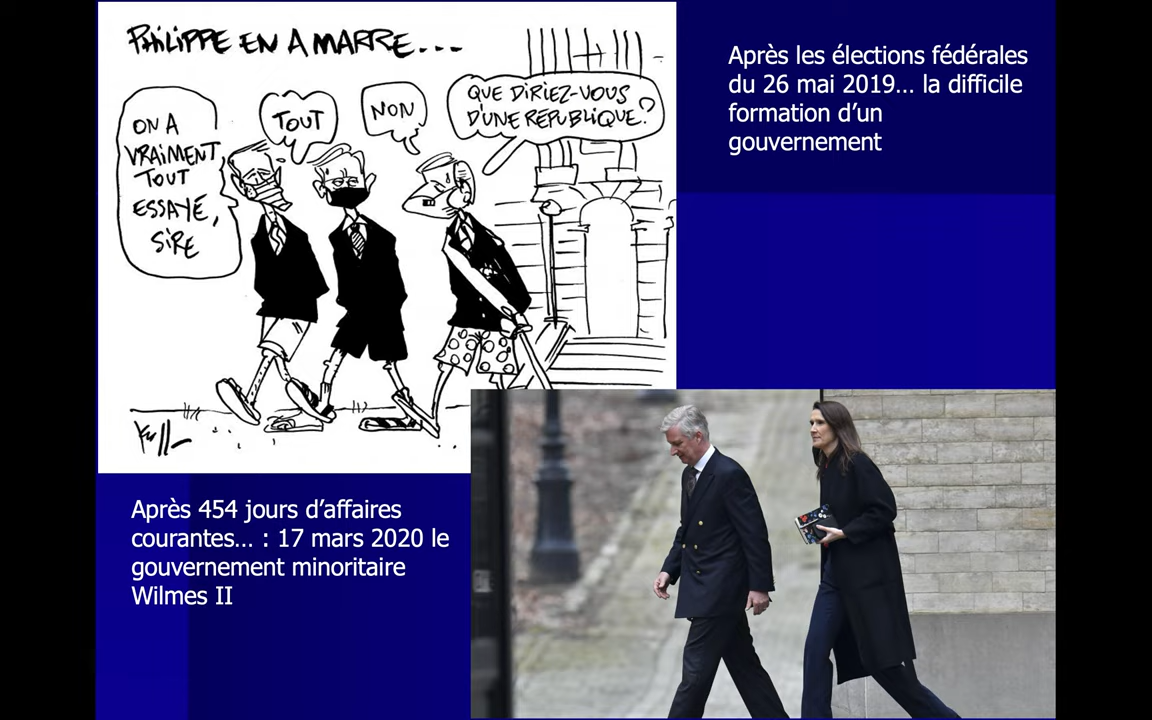 PHILIPPE EN A MARRE...
ON A
VRAIMENT
TOUT
ESSAYÉ,
SIRE
TOUT
NON
QUE DIRIEZ-VOUS
D'UNE RÉPUBLIQUE?
Après les élections fédérales
du 26 mai 2019… la difficile
formation d’un
gouvernement
Après 454 jours d’affaires
courantes… : 17 mars 2020 le
gouvernement minoritaire
Wilmes II